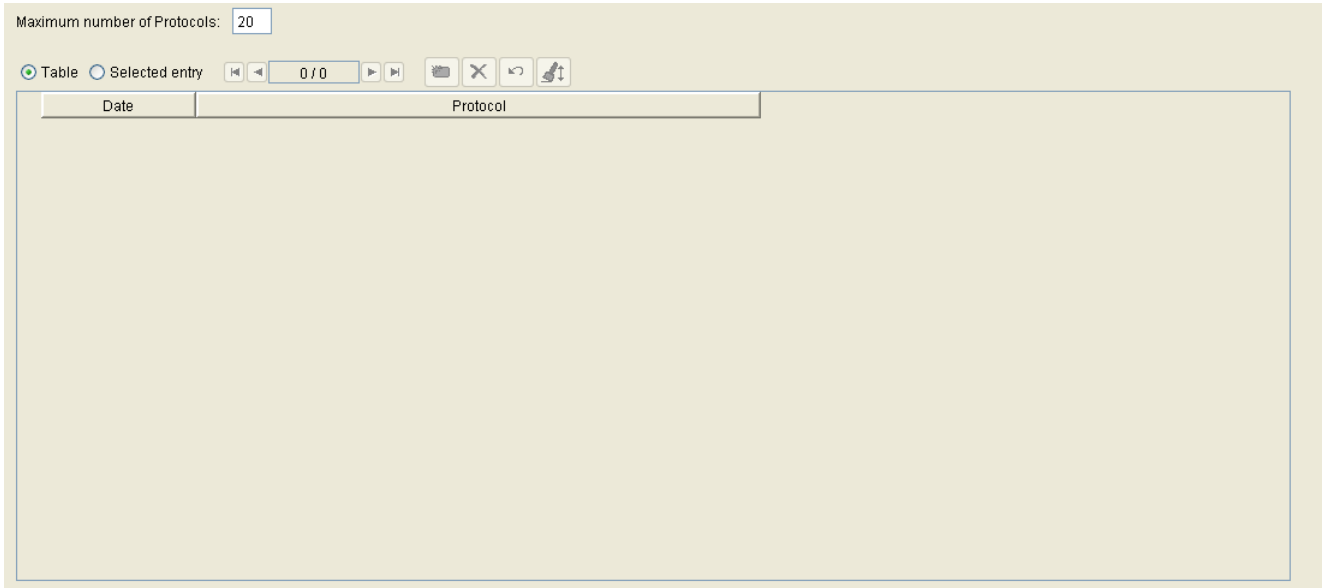 Maximum number of Protocols: 20
Table Selected entry 0 / 0
Date Protocol